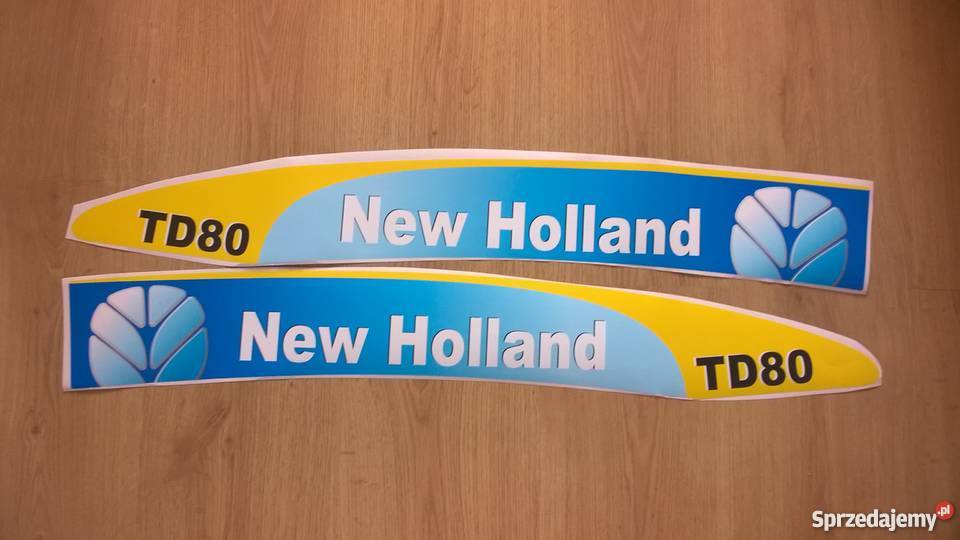 TD80 New Holland
New Holland TD80
Sprzedajemy.pl